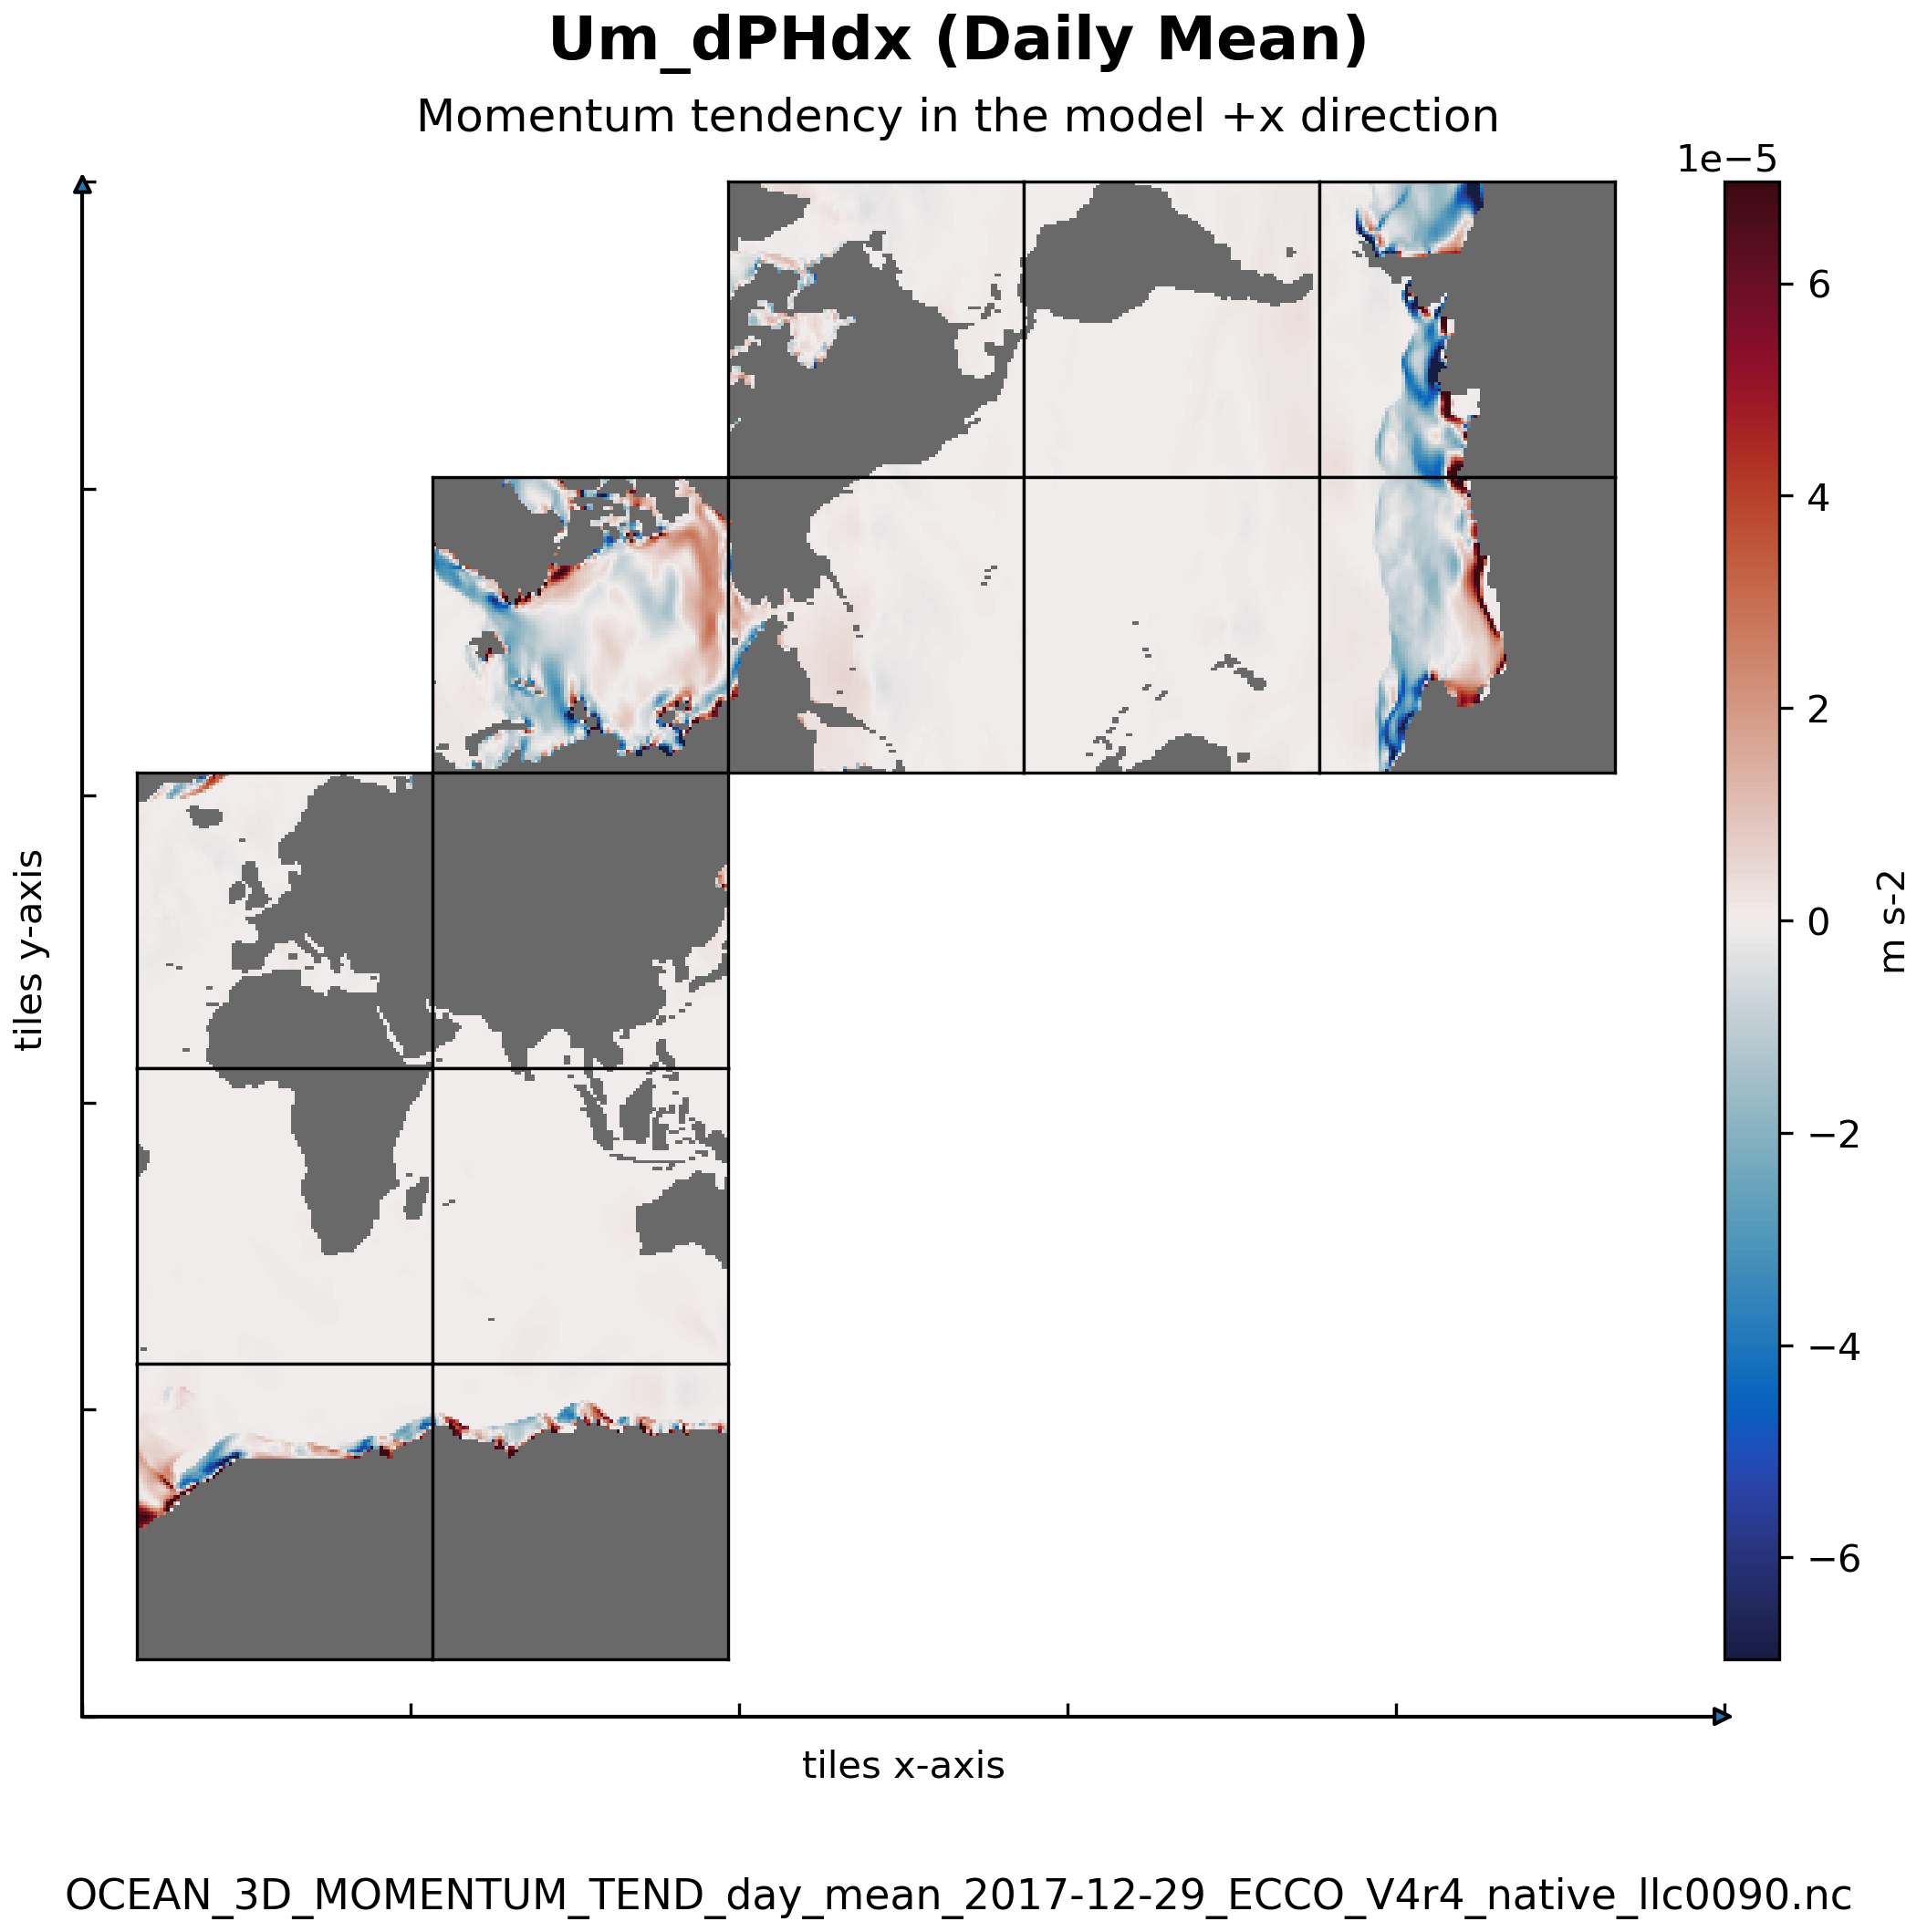 Um_dPHdx (Daily Mean)
Momentum tendency in the model +x direction
1e−5
6
4
2
0
−2
−4
−6
m s-2
tiles y-axis
tiles x-axis
OCEAN_3D_MOMENTUM_TEND_day_mean_2017-12-29_ECCO_V4r4_native_llc0090.nc